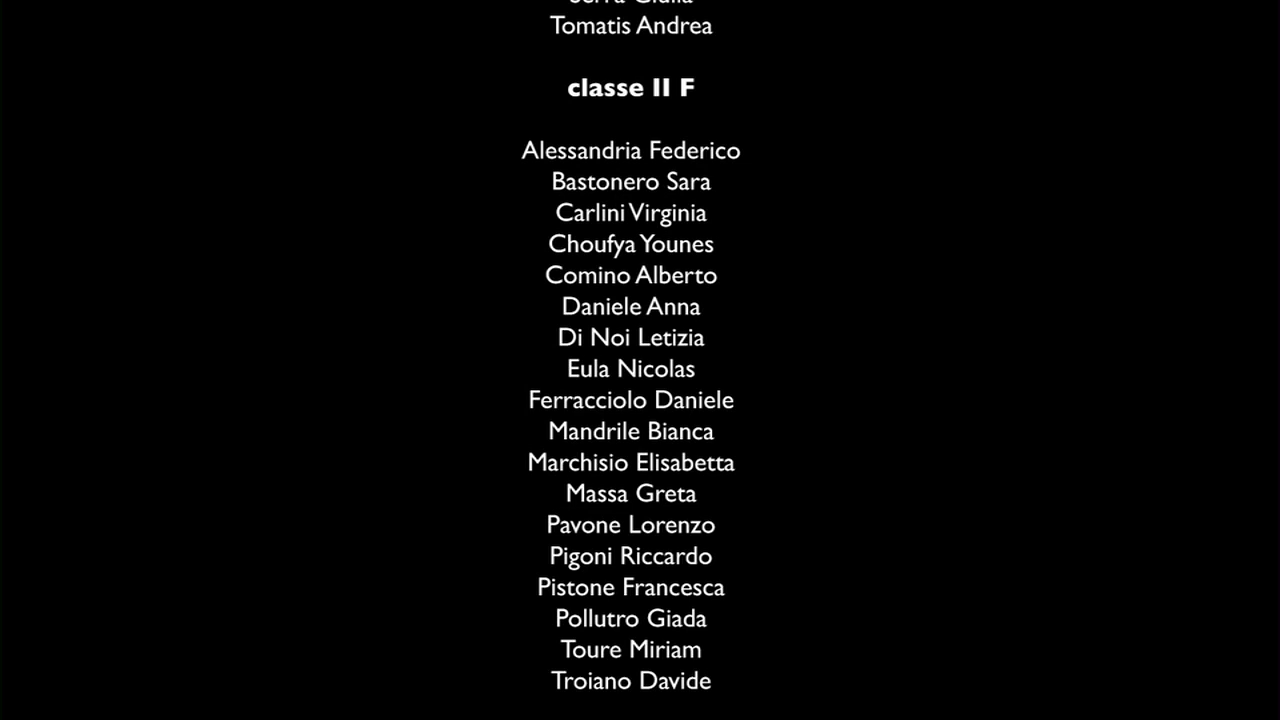 Tomatis Andrea
classe II F
Alessandria Federico
Bastonero Sara
Carlini Virginia
Choufya Younes
Comino Alberto
Daniele Anna
Di Noi Letizia
Eula Nicolas
Ferracciolo Daniele
Mandrile Bianca
Marchisio Elisabetta
Massa Greta
Pavone Lorenzo
Pigoni Riccardo
Pistone Francesca
Pollutro Giada
Toure Miriam
Troiano Davide